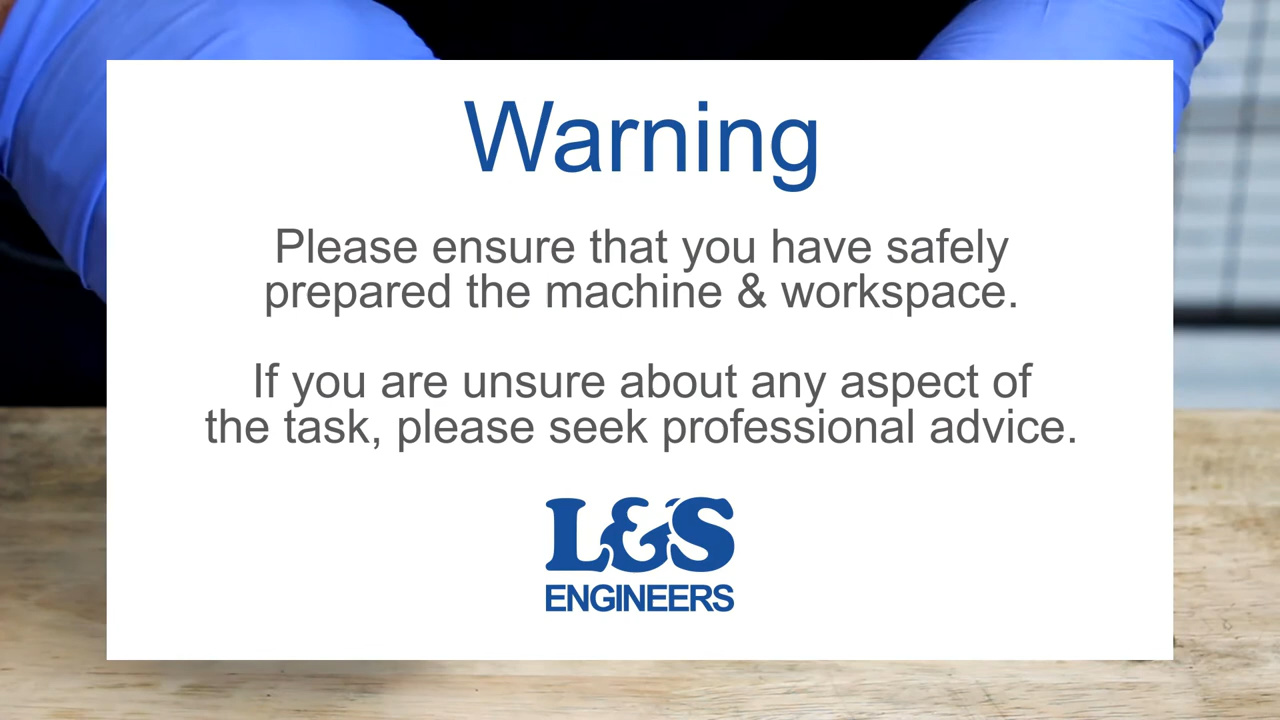 Warning
Please ensure that you have safely
prepared the machine & workspace.
If you are unsure about any aspect of
the task, please seek professional advice.
L&S
ENGINEERS